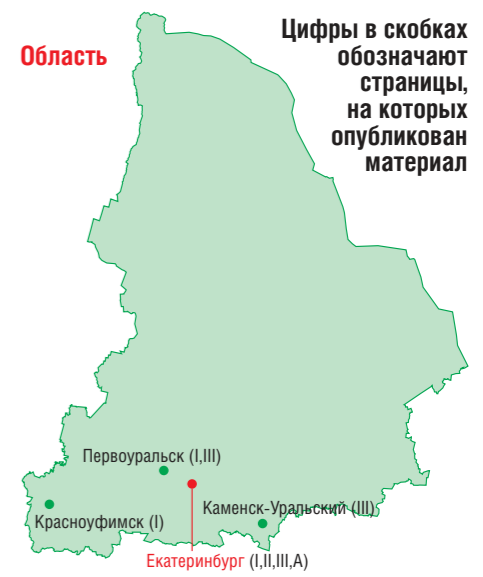 Область
Цифры в скобках
обозначают
страницы,
на которых
опубликован
материал
Первоуральск (I,III)
Каменск-Уральский (III)
Красноуфимск (I)
Екатеринбург (I,II,III,А)